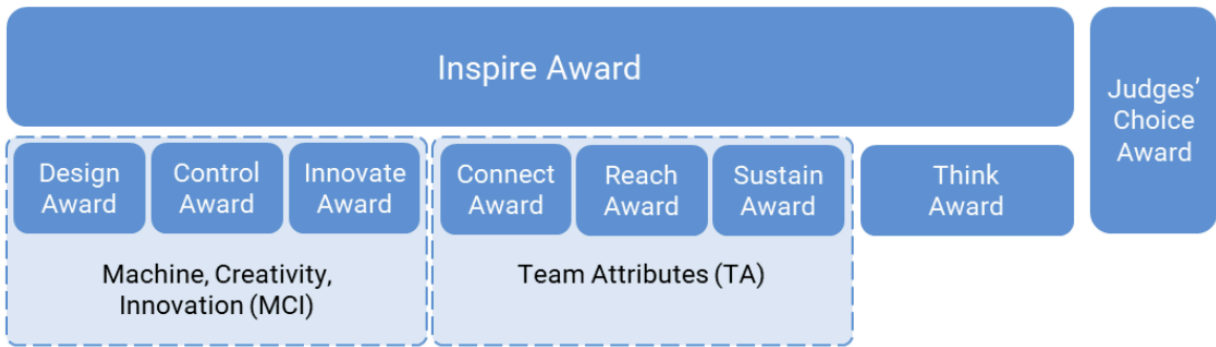 Inspire Award
Judges'
Choice
Award
Design
Award
Control
Award
Innovate
Award
Connect
Award
Reach
Award
Sustain
Award
Think
Award
Machine, Creativity,
Innovation (MCI)
Team Attributes (TA)